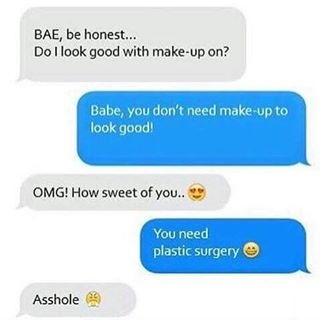 BAE, be honest...
Do I look good with make-up on?
Babe, you don't need make-up to
look good!
OMG! How sweet of you.. 😍
You need
plastic surgery 😄
Asshole 😤